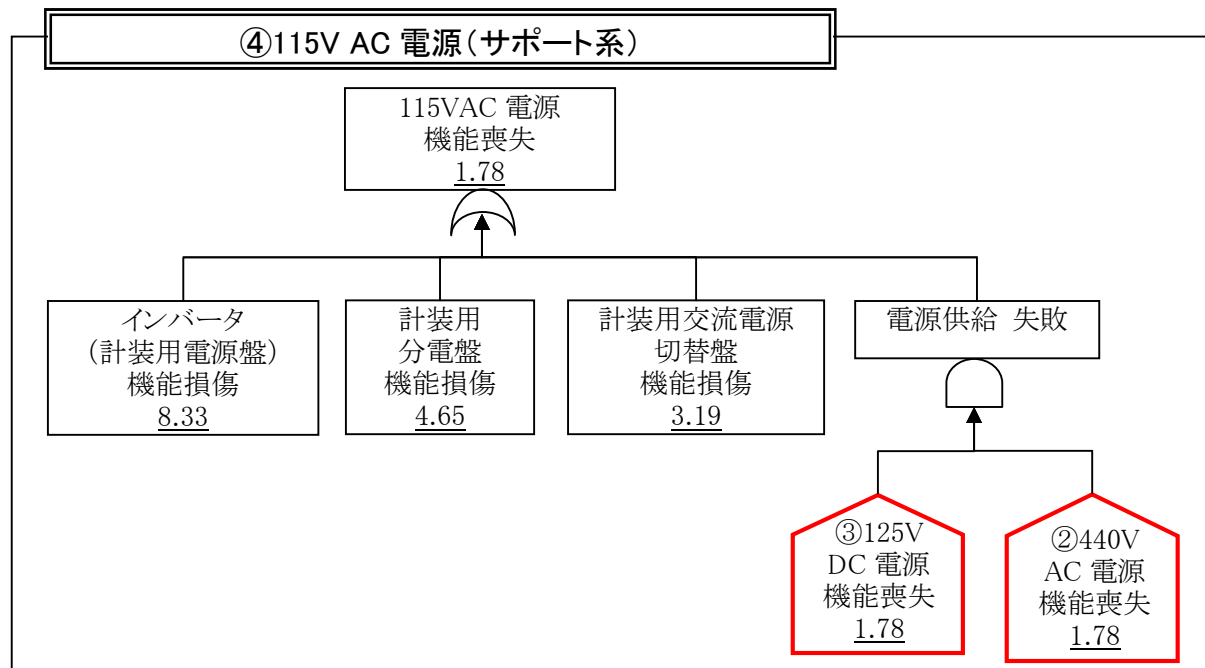 ④115V AC 電源(サポート系)
115VAC 電源
機能喪失
1.78
インバータ
(計装用電源盤)
機能損傷
8.33
計装用
分電盤
機能損傷
4.65
計装用交流電源
切替盤
機能損傷
3.19
電源供給 失敗
③125V
DC 電源
機能喪失
1.78
②440V
AC 電源
機能喪失
1.78